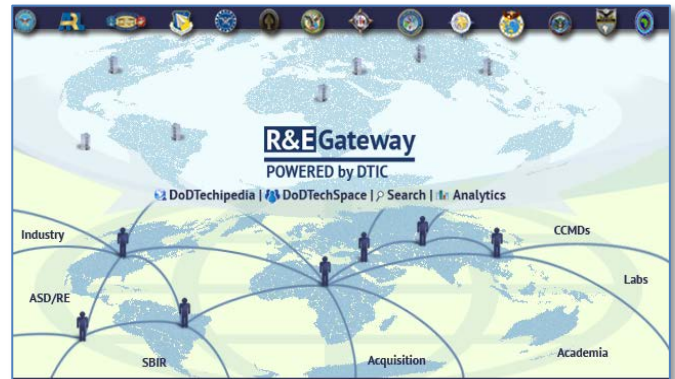 R&E Gateway
POWERED by DTIC
DoDTechipedia | DoDTechSpace | Search | Analytics
Industry
CCMDs
Labs
ASD/RE
SBIR
Acquisition
Academia